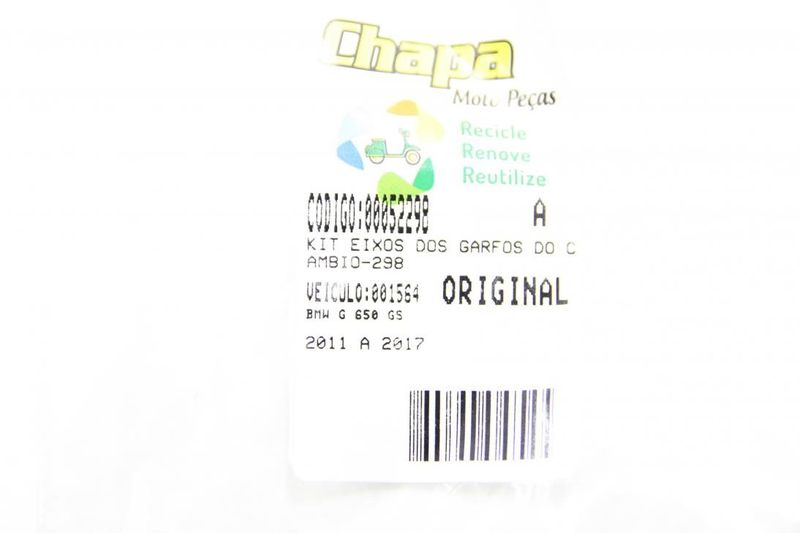 Chapa
Moto Peças
Recicle
Renove
Reutilize
CODIGO:00052298 A
KIT EIXOS DOS GARFOS DO C
AMBIO-298
VEICULO:001564 ORIGINAL
BMW G 650 GS
2011 A 2017